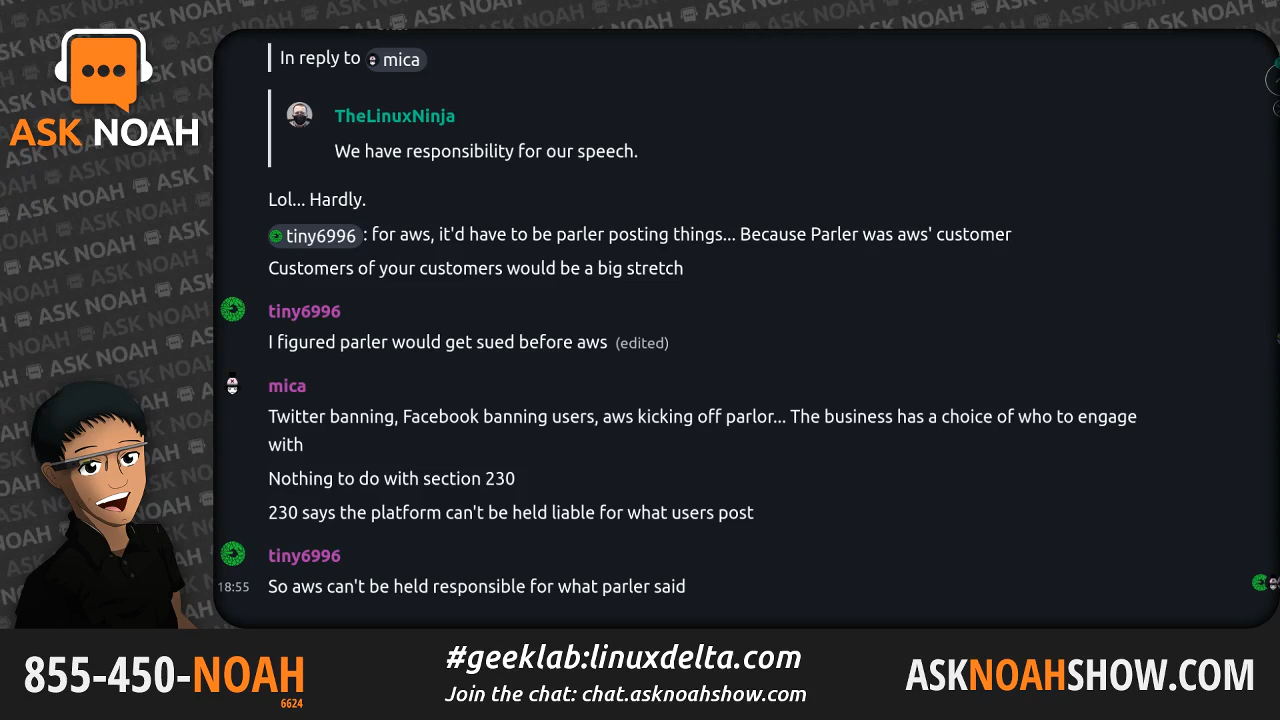 ASK NOAH
In reply to mica
TheLinuxNinja
We have responsibility for our speech.
Lol... Hardly.
tiny6996: for aws, it'd have to be parler posting things... Because Parler was aws' customer
Customers of your customers would be a big stretch
tiny6996
I figured parler would get sued before aws (edited)
mica
Twitter banning, Facebook banning users, aws kicking off parlor... The business has a choice of who to engage
with
Nothing to do with section 230
230 says the platform can't be held liable for what users post
tiny6996
18:55 So aws can't be held responsible for what parler said
855-450-NOAH
6624
#geeklab:linuxdelta.com
Join the chat: chat.asknoahshow.com
ASKNOAHSHOW.COM